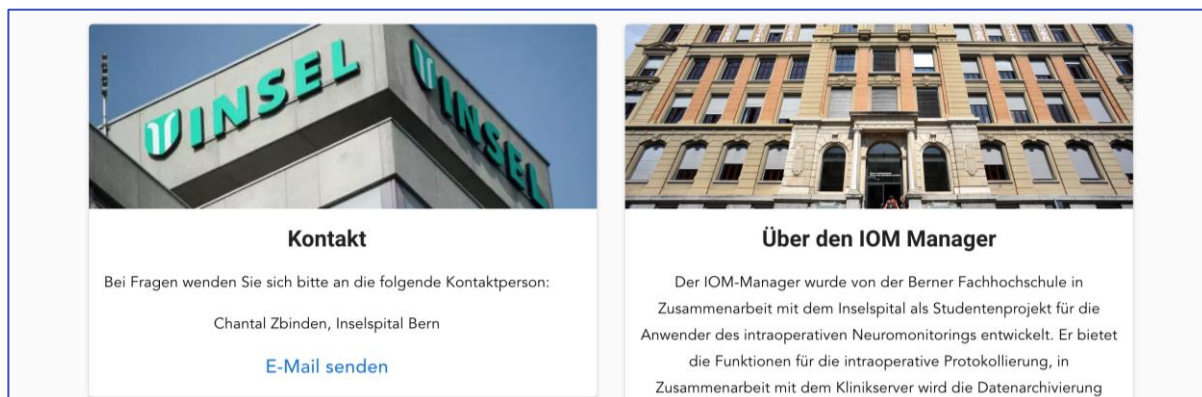 INSEL
INSEL
Kontakt
Bei Fragen wenden Sie sich bitte an die folgende Kontaktperson:
Chantal Zbinden, Inselspital Bern
E-Mail senden
Über den IOM Manager
Der IOM-Manager wurde von der Berner Fachhochschule in
Zusammenarbeit mit dem Inselspital als Studentenprojekt für die
Anwender des intraoperativen Neuromonitorings entwickelt. Er bietet
die Funktionen für die intraoperative Protokollierung, in
Zusammenarbeit mit dem Klinikserver wird die Datenarchivierung